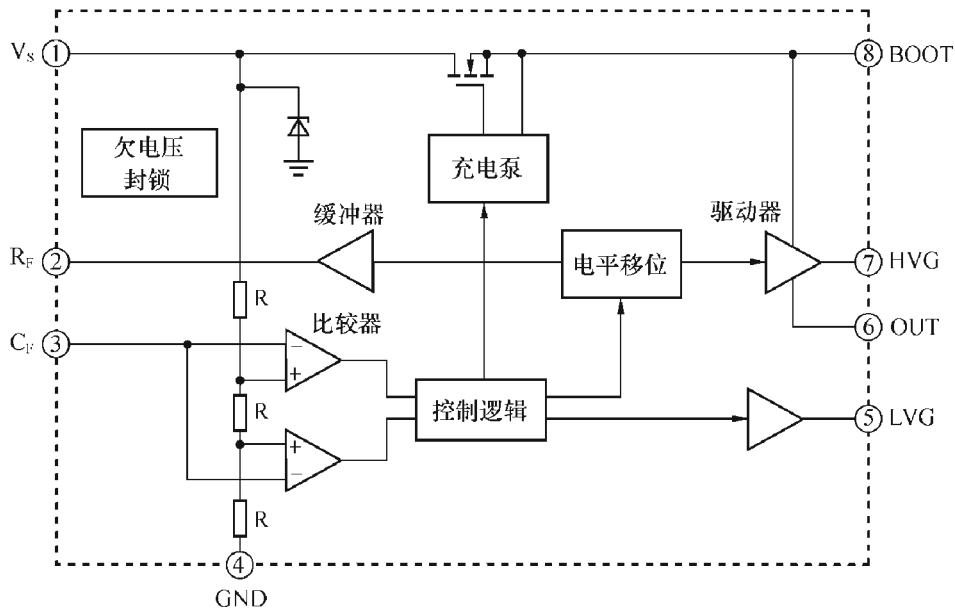 V_S ① ⑧ BOOT
欠电压
封锁
充电泵
缓冲器
驱动器
R_F ② 电平移位 ⑦ HVG
R
比较器
⑥ OUT
C_F ③ −
+
R
控制逻辑
⑤ LVG
+
−
R
④
GND